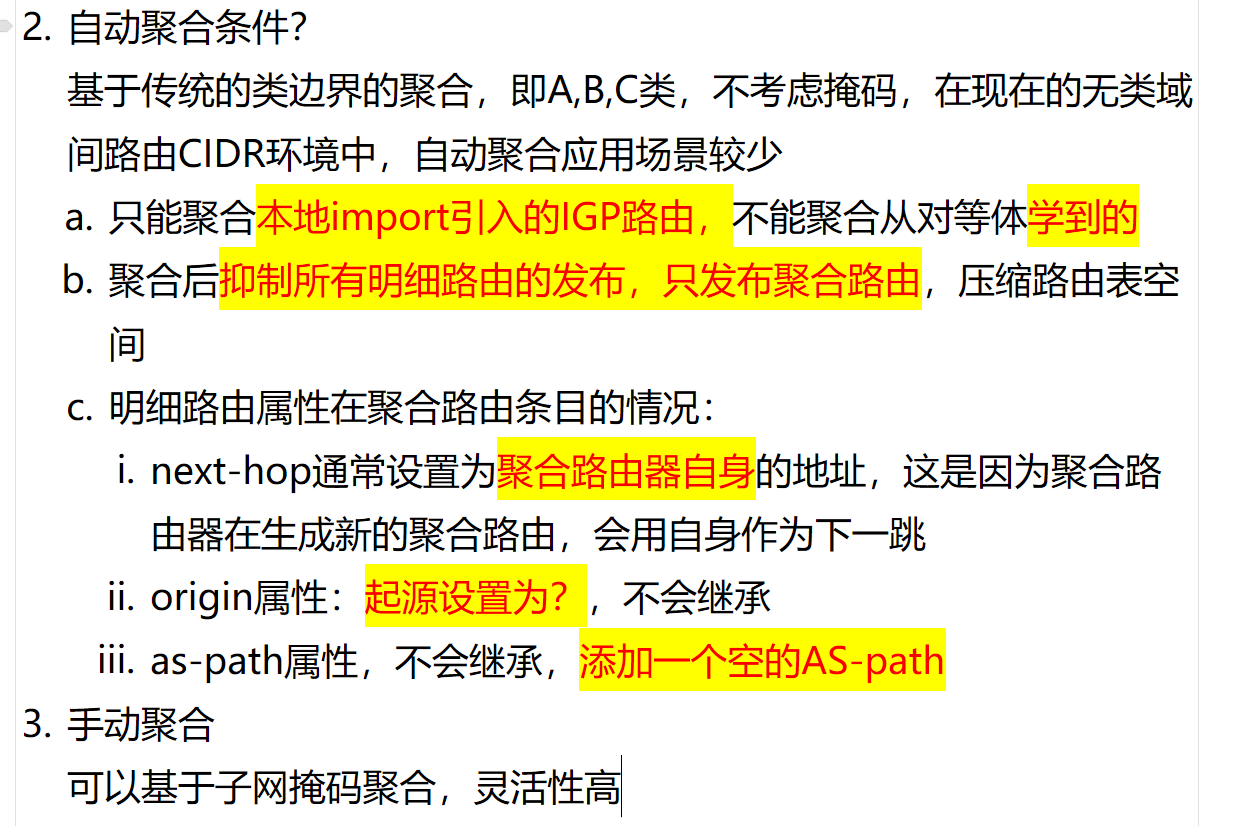 2. 自动聚合条件？
基于传统的类边界的聚合，即A,B,C类，不考虑掩码，在现在的无类域
间路由CIDR环境中，自动聚合应用场景较少
a. 只能聚合本地import引入的IGP路由，不能聚合从对等体学到的
b. 聚合后抑制所有明细路由的发布，只发布聚合路由，压缩路由表空
间
c. 明细路由属性在聚合路由条目的情况：
i. next-hop通常设置为聚合路由器自身的地址，这是因为聚合路
由器在生成新的聚合路由，会用自身作为下一跳
ii. origin属性：起源设置为？，不会继承
iii. as-path属性，不会继承，添加一个空的AS-path
3. 手动聚合
可以基于子网掩码聚合，灵活性高